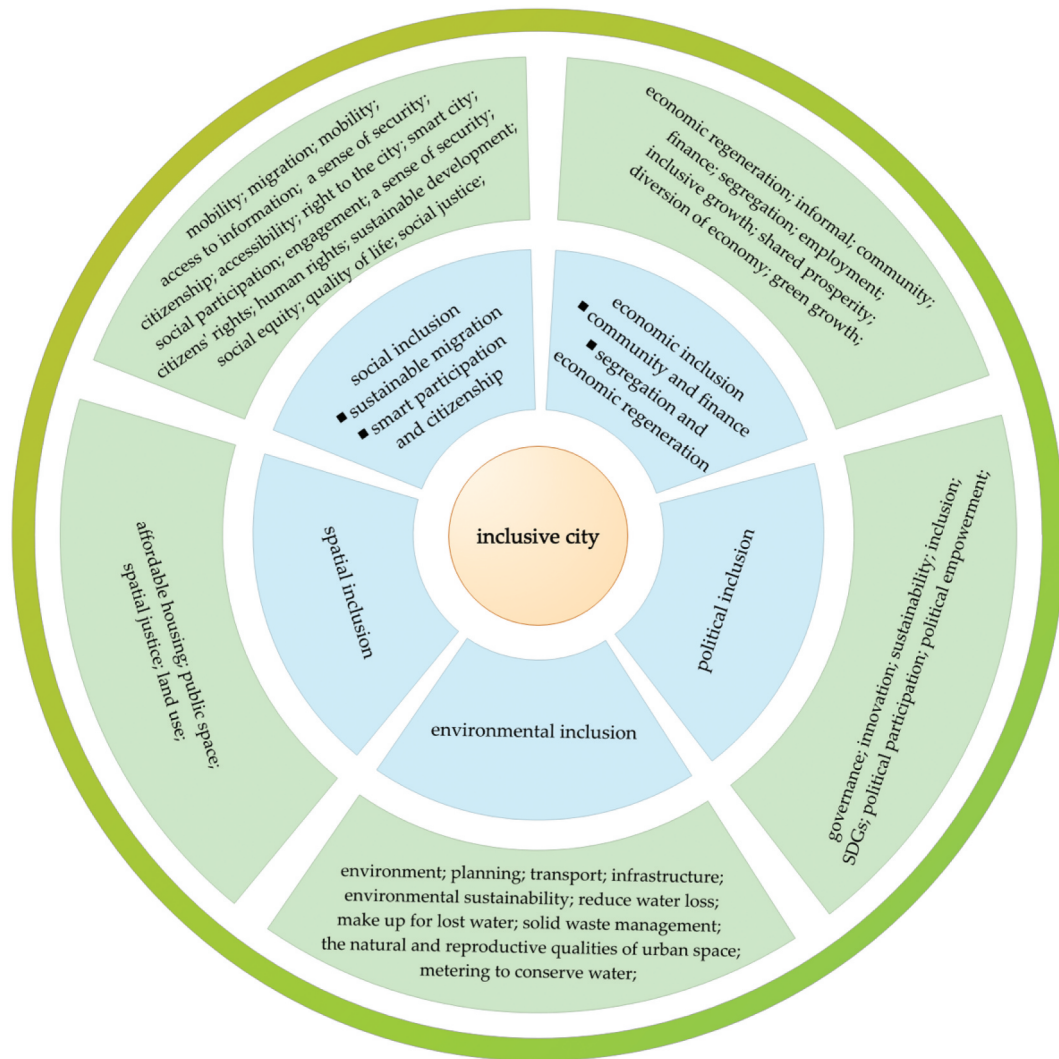 mobility; migration; mobility;
access to information; a sense of security;
citizenship; accessibility; right to the city; smart city;
social participation; engagement; a sense of security;
citizens' rights; human rights; sustainable development;
social equity; quality of life; social justice;
economic regeneration; informal; community;
finance; segregation; employment;
inclusive growth; shared prosperity;
diversion of economy; green growth;
social inclusion
■ sustainable migration
■ smart participation
and citizenship
economic inclusion
■ community and finance
■ segregation and
economic regeneration
inclusive city
affordable housing; public space;
spatial justice; land use;
spatial inclusion
political inclusion
governance; innovation; sustainability; inclusion;
SDGs; political participation; political empowerment;
environmental inclusion
environment; planning; transport; infrastructure;
environmental sustainability; reduce water loss;
make up for lost water; solid waste management;
the natural and reproductive qualities of urban space;
metering to conserve water;